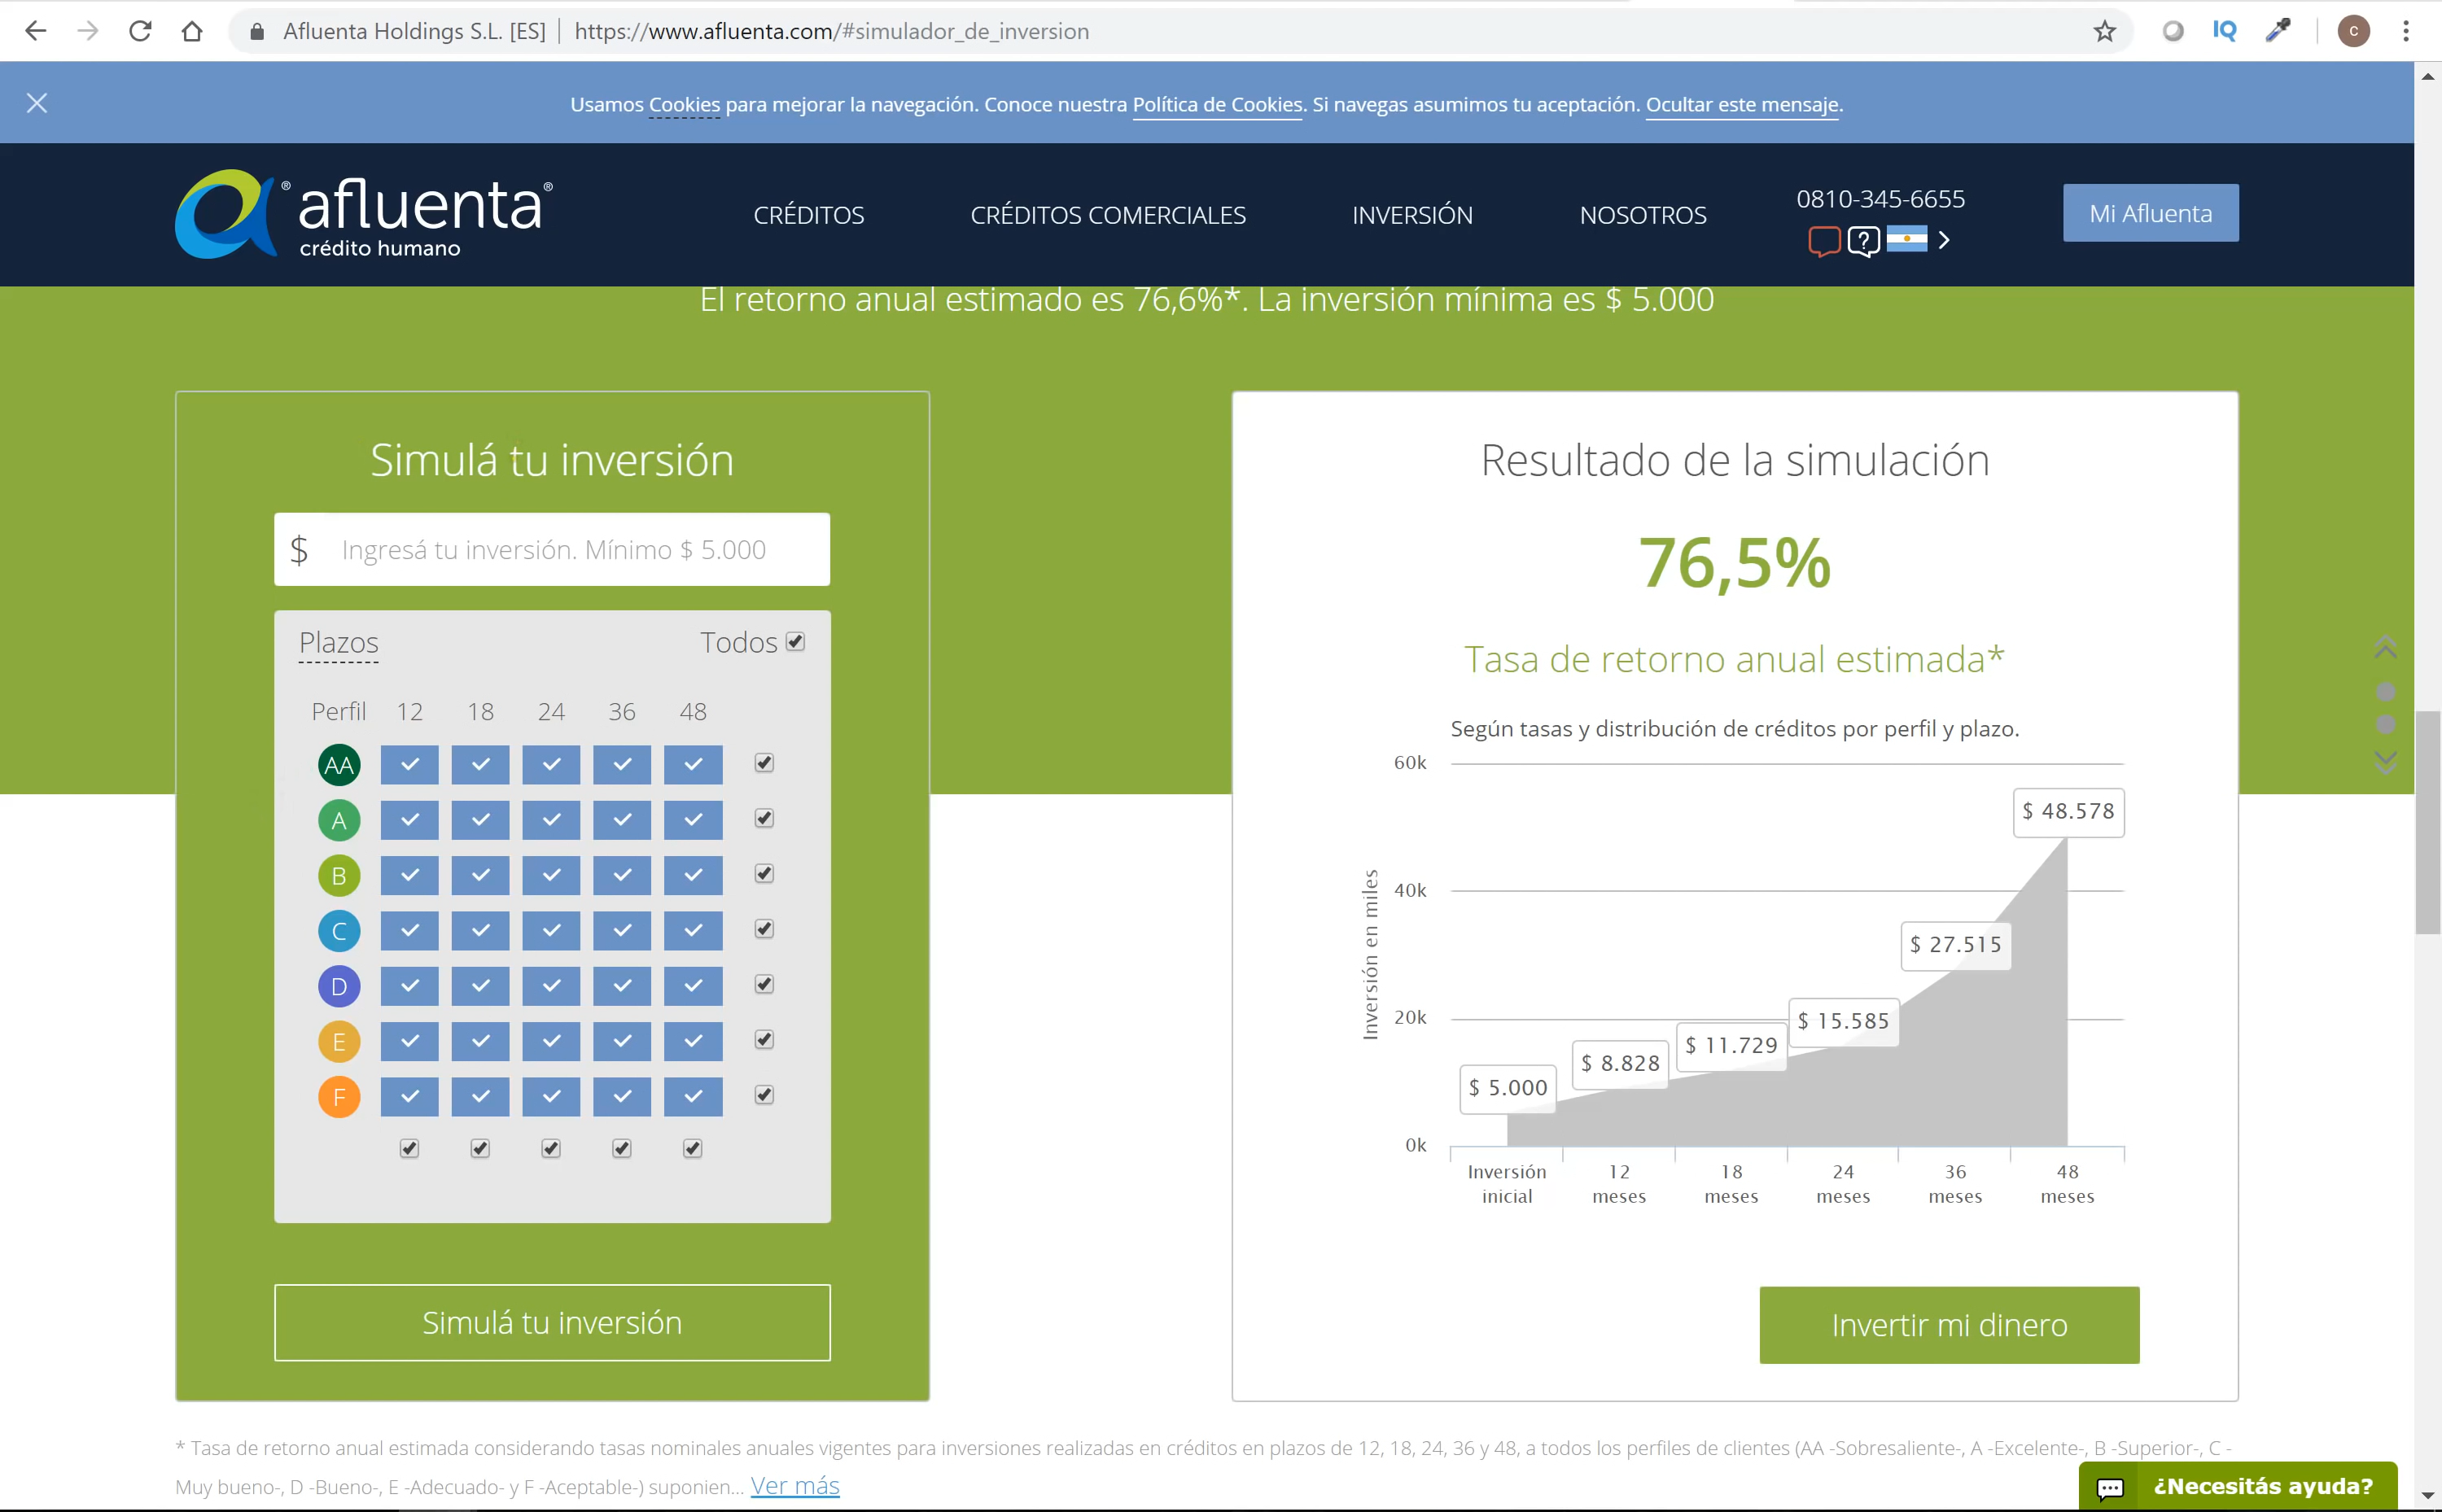 Afluenta Holdings S.L. [ES] | https://www.afluenta.com/#simulador_de_inversion
IQ
c
Usamos Cookies para mejorar la navegación. Conoce nuestra Política de Cookies. Si navegas asumimos tu aceptación. Ocultar este mensaje.
afluenta®
crédito humano
CRÉDITOS
CRÉDITOS COMERCIALES
INVERSIÓN
NOSOTROS
0810-345-6655
Mi Afluenta
El retorno anual estimado es 76,6%*. La inversión mínima es $ 5.000
Simulá tu inversión
$ Ingresá tu inversión. Mínimo $ 5.000
Plazos Todos
Perfil 12 18 24 36 48
AA
A
B
C
D
E
F
Simulá tu inversión
Resultado de la simulación
76,5%
Tasa de retorno anual estimada*
Según tasas y distribución de créditos por perfil y plazo.
Inversión en miles
60k
40k
20k
0k
$ 5.000
$ 8.828
$ 11.729
$ 15.585
$ 27.515
$ 48.578
Inversión inicial
12 meses
18 meses
24 meses
36 meses
48 meses
Invertir mi dinero
* Tasa de retorno anual estimada considerando tasas nominales anuales vigentes para inversiones realizadas en créditos en plazos de 12, 18, 24, 36 y 48, a todos los perfiles de clientes (AA -Sobresaliente-, A -Excelente-, B -Superior-, C -
Muy bueno-, D -Bueno-, E -Adecuado- y F -Aceptable-) suponien... Ver más
¿Necesitás ayuda?